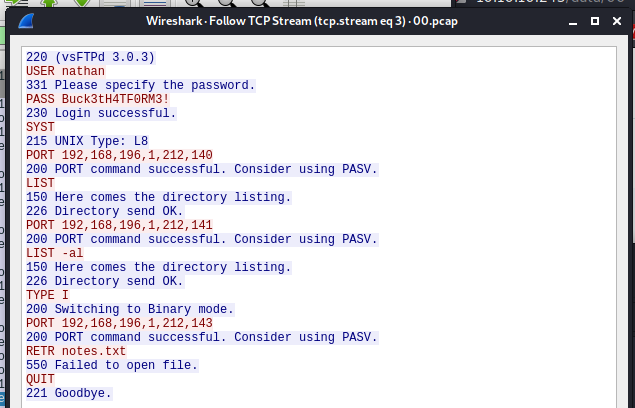 Wireshark · Follow TCP Stream (tcp.stream eq 3) · 00.pcap
220 (vsFTPd 3.0.3)
USER nathan
331 Please specify the password.
PASS Buck3tH4TF0RM3!
230 Login successful.
SYST
215 UNIX Type: L8
PORT 192,168,196,1,212,140
200 PORT command successful. Consider using PASV.
LIST
150 Here comes the directory listing.
226 Directory send OK.
PORT 192,168,196,1,212,141
200 PORT command successful. Consider using PASV.
LIST -al
150 Here comes the directory listing.
226 Directory send OK.
TYPE I
200 Switching to Binary mode.
PORT 192,168,196,1,212,143
200 PORT command successful. Consider using PASV.
RETR notes.txt
550 Failed to open file.
QUIT
221 Goodbye.